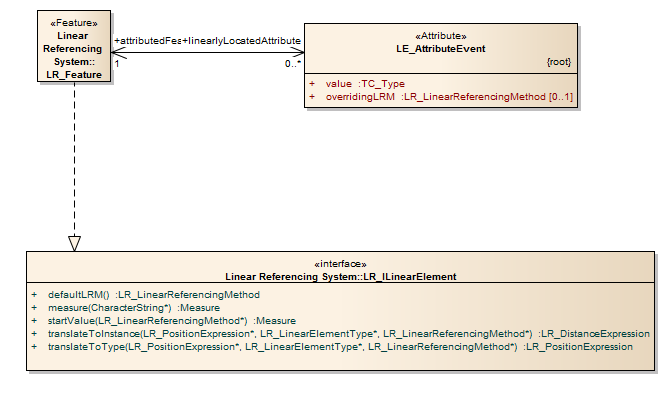 «Feature»
Linear
Referencing
System::
LR_Feature
+attributedFea +linearlyLocatedAttribute
1
0..*
«Attribute»
LE_AttributeEvent
{root}
+ value :TC_Type
+ overridingLRM :LR_LinearReferencingMethod [0..1]
«interface»
Linear Referencing System::LR_ILinearElement
+ defaultLRM() :LR_LinearReferencingMethod
+ measure(CharacterString*) :Measure
+ startValue(LR_LinearReferencingMethod*) :Measure
+ translateToInstance(LR_PositionExpression*, LR_LinearElementType*, LR_LinearReferencingMethod*) :LR_DistanceExpression
+ translateToType(LR_PositionExpression*, LR_LinearElementType*, LR_LinearReferencingMethod*) :LR_PositionExpression